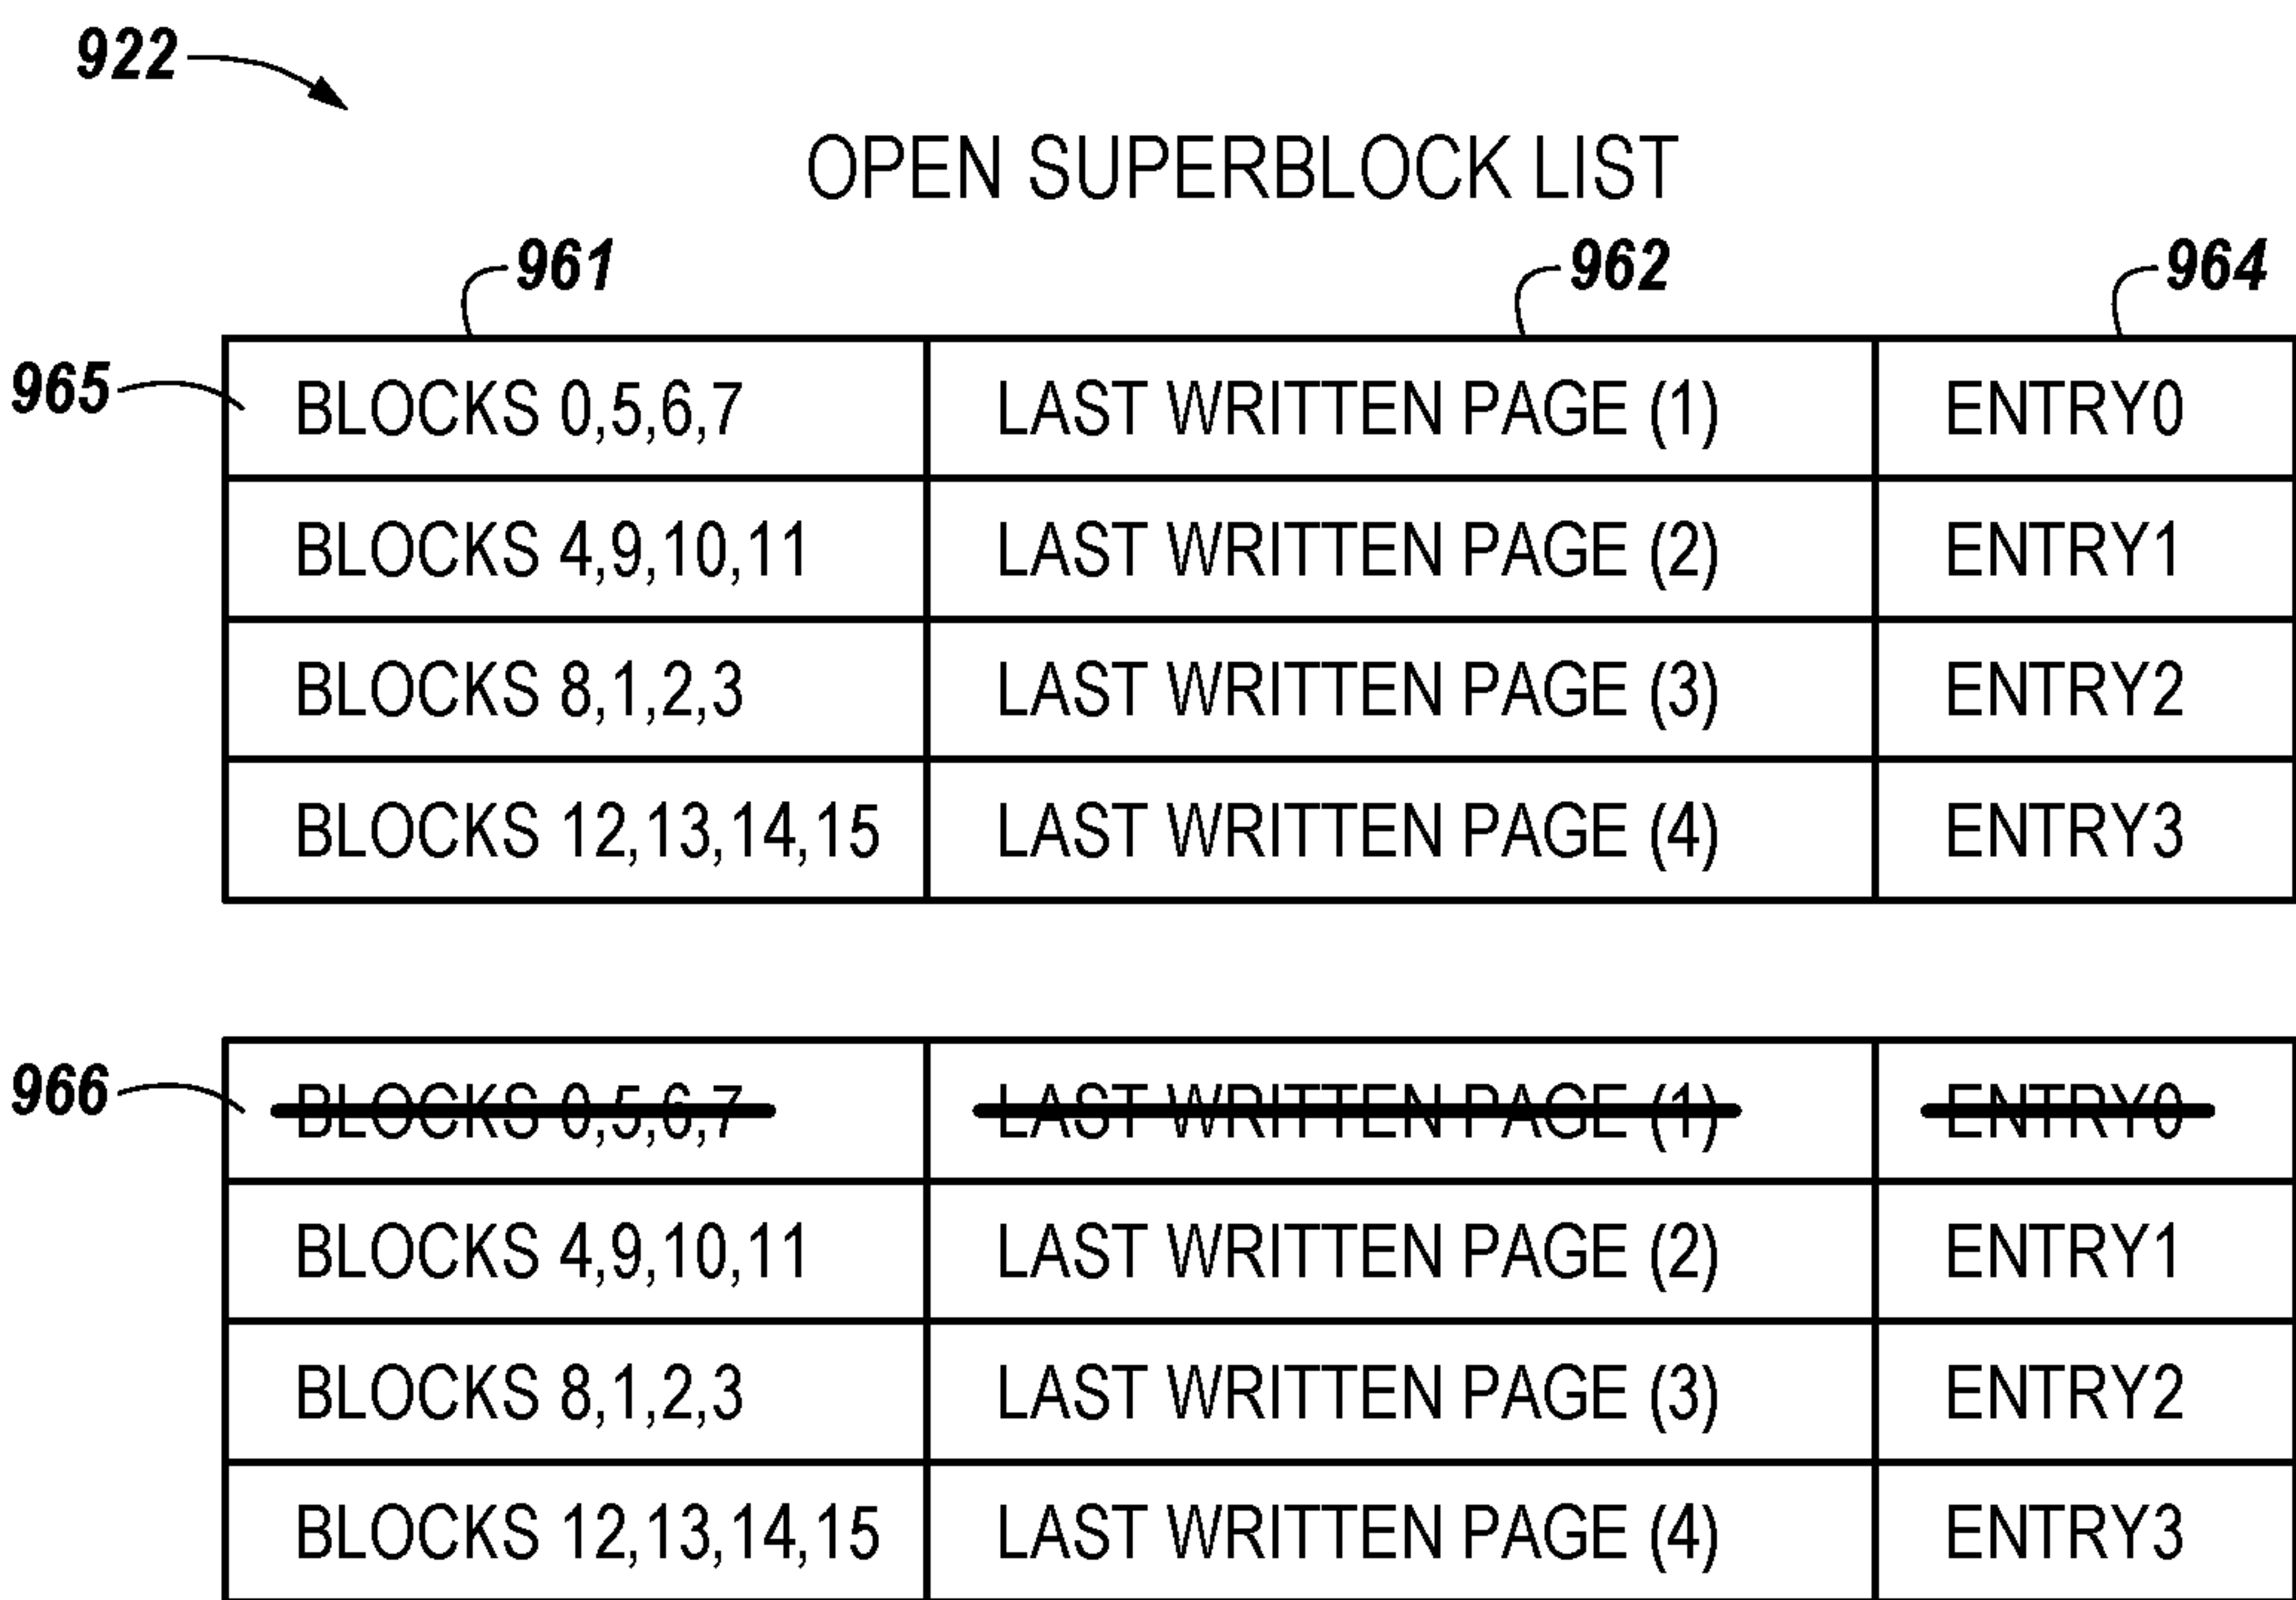 922
OPEN SUPERBLOCK LIST
961 962 964
965 BLOCKS 0,5,6,7 LAST WRITTEN PAGE (1) ENTRY0
BLOCKS 4,9,10,11 LAST WRITTEN PAGE (2) ENTRY1
BLOCKS 8,1,2,3 LAST WRITTEN PAGE (3) ENTRY2
BLOCKS 12,13,14,15 LAST WRITTEN PAGE (4) ENTRY3
966 BLOCKS 0,5,6,7 LAST WRITTEN PAGE (1) ENTRY0
BLOCKS 4,9,10,11 LAST WRITTEN PAGE (2) ENTRY1
BLOCKS 8,1,2,3 LAST WRITTEN PAGE (3) ENTRY2
BLOCKS 12,13,14,15 LAST WRITTEN PAGE (4) ENTRY3